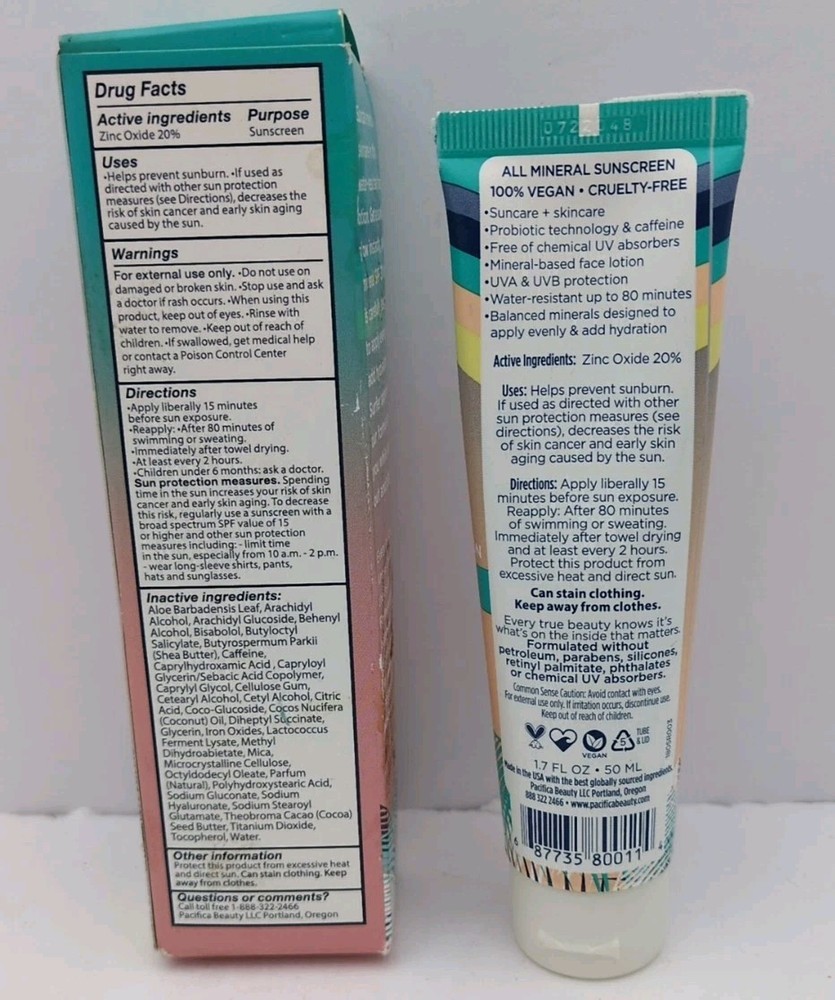 Drug Facts
Active ingredients Purpose
Zinc Oxide 20% Sunscreen
Uses
•Helps prevent sunburn. •If used as
directed with other sun protection
measures (see Directions), decreases the
risk of skin cancer and early skin aging
caused by the sun.
Warnings
For external use only. •Do not use on
damaged or broken skin. •Stop use and ask
a doctor if rash occurs. •When using this
product, keep out of eyes. •Rinse with
water to remove. •Keep out of reach of
children. •If swallowed, get medical help
or contact a Poison Control Center
right away.
Directions
•Apply liberally 15 minutes
before sun exposure.
•Reapply: •After 80 minutes of
swimming or sweating.
•Immediately after towel drying.
•At least every 2 hours.
•Children under 6 months: ask a doctor.
Sun protection measures. Spending
time in the sun increases your risk of skin
cancer and early skin aging. To decrease
this risk, regularly use a sunscreen with a
broad spectrum SPF value of 15
or higher and other sun protection
measures including: - limit time
in the sun, especially from 10 a.m. - 2 p.m.
- wear long-sleeve shirts, pants,
hats and sunglasses.
Inactive ingredients:
Aloe Barbadensis Leaf, Arachidyl
Alcohol, Arachidyl Glucoside, Behenyl
Alcohol, Bisabolol, Butyloctyl
Salicylate, Butyrospermum Parkii
(Shea Butter), Caffeine,
Caprylhydroxamic Acid, Capryloyl
Glycerin/Sebacic Acid Copolymer,
Caprylyl Glycol, Cellulose Gum,
Cetearyl Alcohol, Cetyl Alcohol, Citric
Acid, Coco-Glucoside, Cocos Nucifera
(Coconut) Oil, Diheptyl Succinate,
Glycerin, Iron Oxides, Lactococcus
Ferment Lysate, Methyl
Dihydroabietate, Mica,
Microcrystalline Cellulose,
Octyldodecyl Oleate, Parfum
(Natural), Polyhydroxystearic Acid,
Sodium Gluconate, Sodium
Hyaluronate, Sodium Stearoyl
Glutamate, Theobroma Cacao (Cocoa)
Seed Butter, Titanium Dioxide,
Tocopherol, Water.
Other information
Protect this product from excessive heat
and direct sun. Can stain clothing. Keep
away from clothes.
Questions or comments?
Call toll free 1-888-322-2466
Pacifica Beauty LLC Portland, Oregon
ALL MINERAL SUNSCREEN
100% VEGAN • CRUELTY-FREE
•Suncare + skincare
•Probiotic technology & caffeine
•Free of chemical UV absorbers
•Mineral-based face lotion
•UVA & UVB protection
•Water-resistant up to 80 minutes
•Balanced minerals designed to
apply evenly & add hydration
Active Ingredients: Zinc Oxide 20%
Uses: Helps prevent sunburn.
If used as directed with other
sun protection measures (see
directions), decreases the risk
of skin cancer and early skin
aging caused by the sun.
Directions: Apply liberally 15
minutes before sun exposure.
Reapply: After 80 minutes
of swimming or sweating.
Immediately after towel drying
and at least every 2 hours.
Protect this product from
excessive heat and direct sun.
Can stain clothing.
Keep away from clothes.
Every true beauty knows it's
what's on the inside that matters.
Formulated without
petroleum, parabens, silicones,
retinyl palmitate, phthalates
or chemical UV absorbers.
Common Sense Caution: Avoid contact with eyes.
For external use only. If irritation occurs, discontinue use.
Keep out of reach of children.
VEGAN
5
TUBE
& LID
1.7 FL OZ • 50 ML
Made in the USA with the best globally sourced ingredients
Pacifica Beauty LLC Portland, Oregon
888 322 2466 • www.pacificabeauty.com
6 87735 80011 4